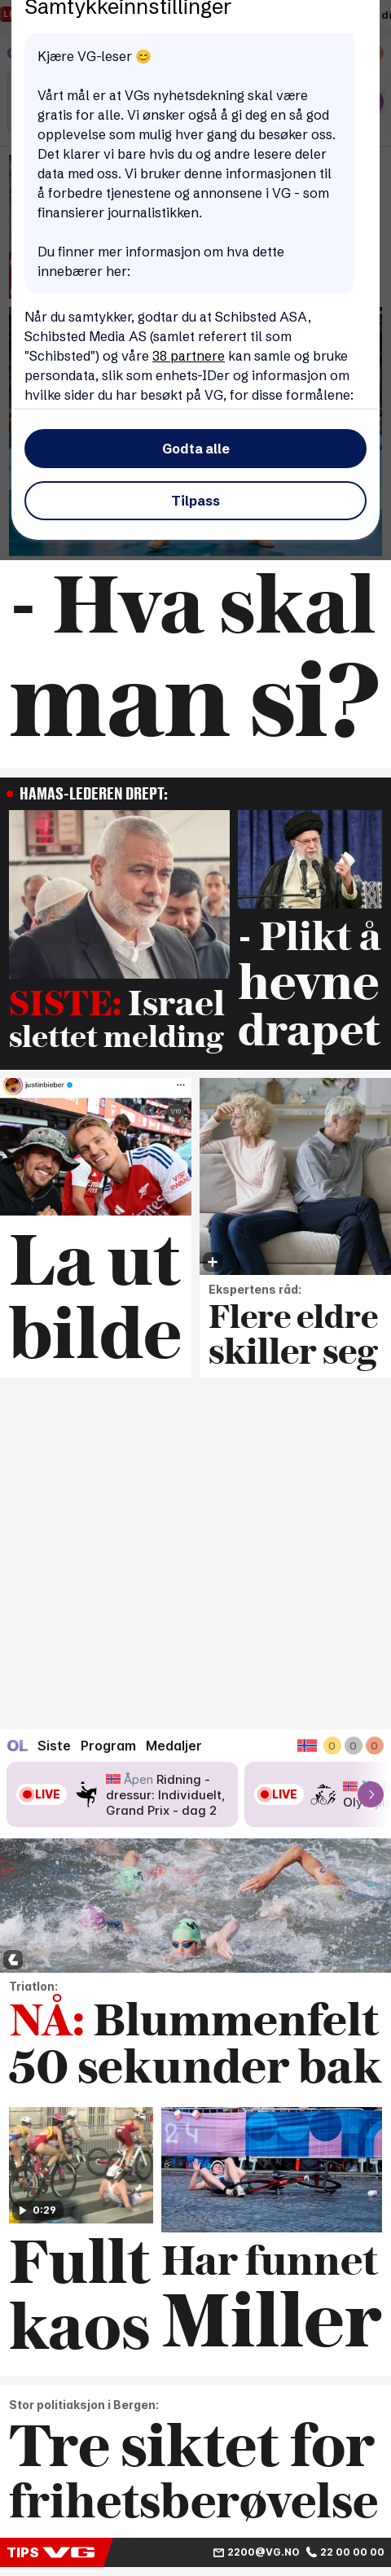 Samtykkeinnstillinger
Kjære VG-leser 😊
Vårt mål er at VGs nyhetsdekning skal være
gratis for alle. Vi ønsker også å gi deg en så god
opplevelse som mulig hver gang du besøker oss.
Det klarer vi bare hvis du og andre lesere deler
data med oss. Vi bruker denne informasjonen til
å forbedre tjenestene og annonsene i VG - som
finansierer journalistikken.
Du finner mer informasjon om hva dette
innebærer her:
Når du samtykker, godtar du at Schibsted ASA,
Schibsted Media AS (samlet referert til som
"Schibsted") og våre 38 partnere kan samle og bruke
persondata, slik som enhets-IDer og informasjon om
hvilke sider du har besøkt på VG, for disse formålene:
Godta alle
Tilpass
- Hva skal
man si?
HAMAS-LEDEREN DREPT:
SISTE: Israel
slettet melding
- Plikt å
hevne
drapet
justinbieber
1/10
La ut
bilde
Ekspertens råd:
Flere eldre
skiller seg
OL Siste Program Medaljer
0 0 0
LIVE
Åpen Ridning -
dressur: Individuelt,
Grand Prix - dag 2
LIVE
Triatlon:
NÅ: Blummenfelt
50 sekunder bak
0:29
24
Fullt
kaos
Har funnet
Miller
Stor politiaksjon i Bergen:
Tre siktet for
frihetsberøvelse
TIPS VG 2200@VG.NO 22 00 00 00